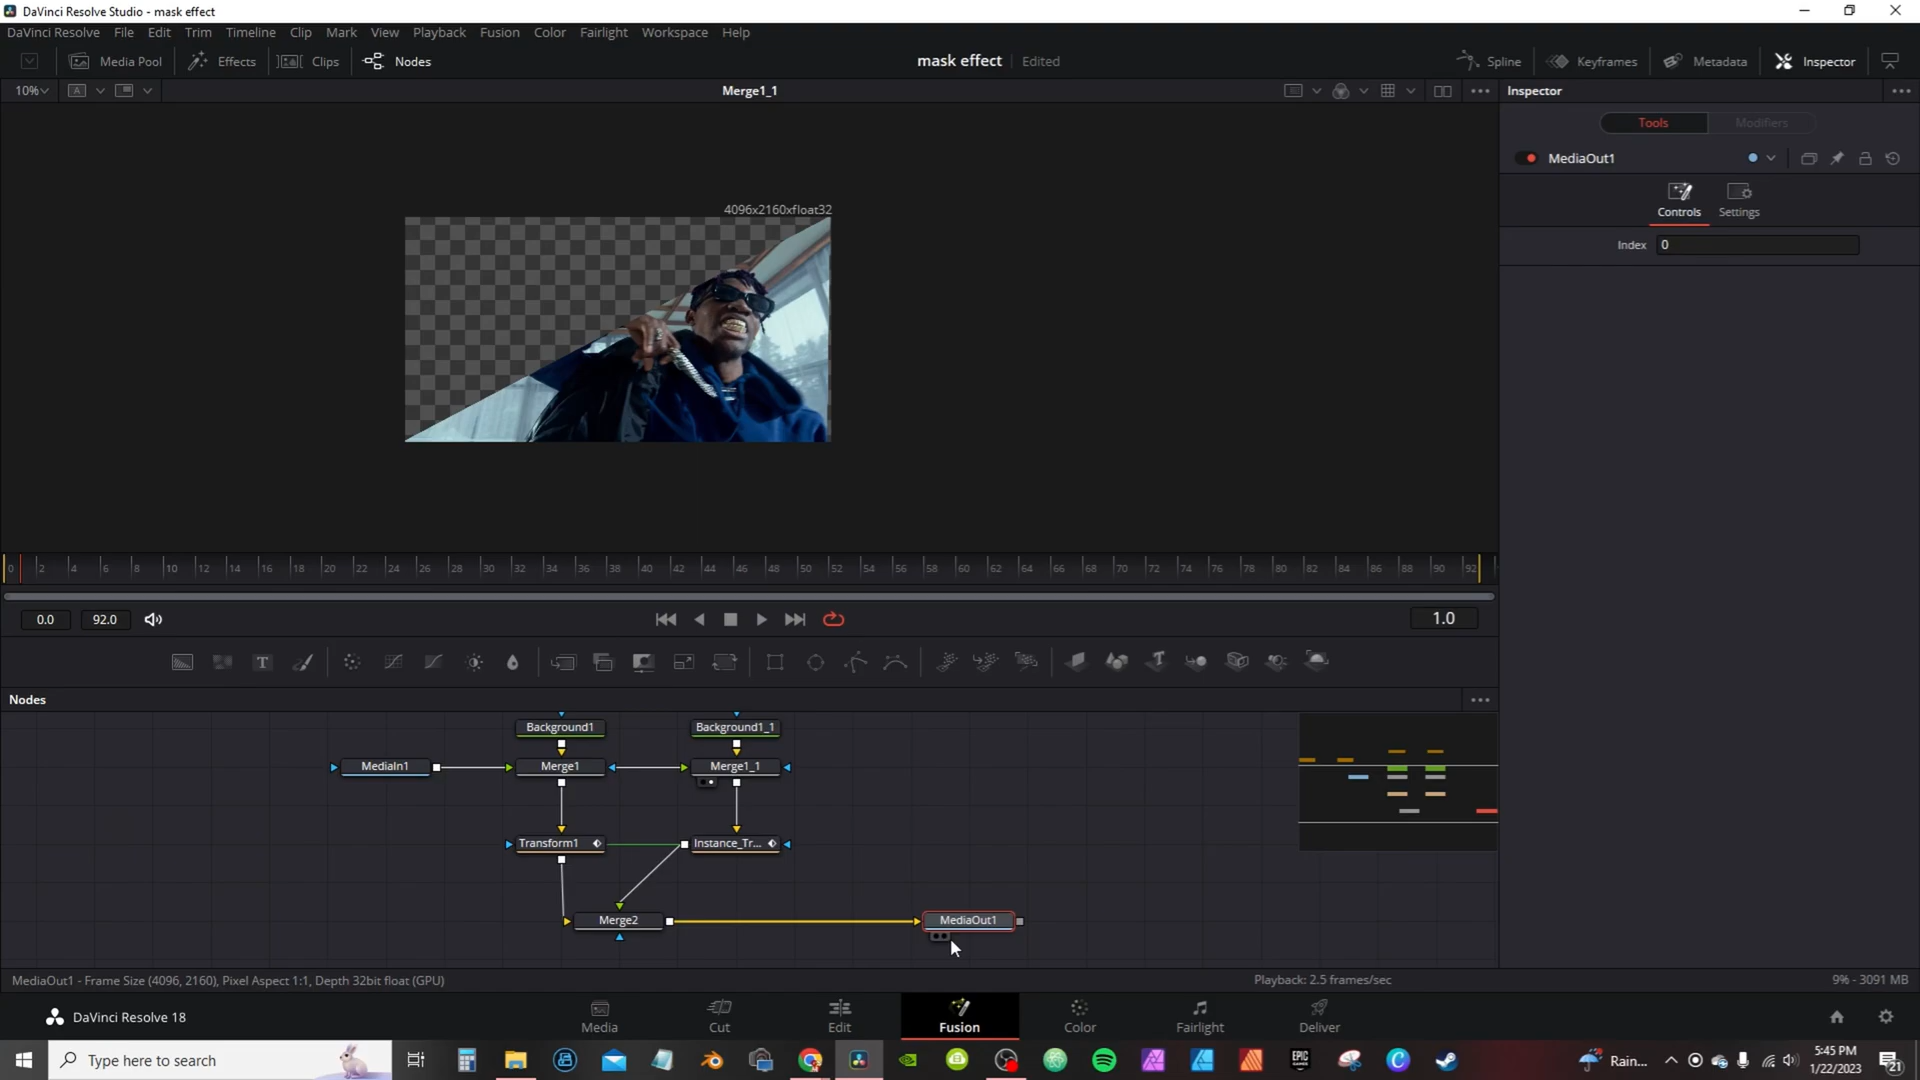 DaVinci Resolve Studio - mask effect
DaVinci Resolve File Edit Trim Timeline Clip Mark View Playback Fusion Color Fairlight Workspace Help
Media Pool Effects Clips Nodes mask effect Edited Spline Keyframes Metadata Inspector
10% A Merge1_1 Inspector
Tools Modifiers
MediaOut1
Controls Settings
4096x2160xfloat32
Index 0
0 2 4 6 8 10 12 14 16 18 20 22 24 26 28 30 32 34 36 38 40 42 44 46 48 50 52 54 56 58 60 62 64 66 68 70 72 74 76 78 80 82 84 86 88 90 92
0.0 92.0 1.0
T
Nodes
Background1 Background1_1
MediaIn1 Merge1 Merge1_1
Transform1 Instance_Tr...
Merge2 MediaOut1
MediaOut1 - Frame Size (4096, 2160), Pixel Aspect 1:1, Depth 32bit float (GPU) Playback: 2.5 frames/sec 9% - 3091 MB
DaVinci Resolve 18 Media Cut Edit Fusion Color Fairlight Deliver
Type here to search EPIC GAMES Rain... 5:45 PM
1/22/2023 21